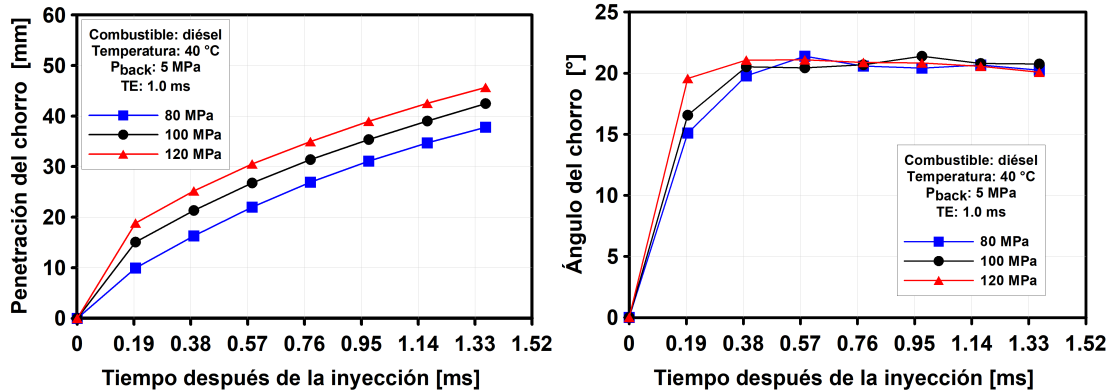 60
50
40
30
20
10
0
Penetración del chorro [mm]
Combustible: diésel
Temperatura: 40 °C
Pback: 5 MPa
TE: 1.0 ms
80 MPa
100 MPa
120 MPa
0 0.19 0.38 0.57 0.76 0.95 1.14 1.33 1.52
Tiempo después de la inyección [ms]
25
20
15
10
5
0
Ángulo del chorro [°]
Combustible: diésel
Temperatura: 40 °C
Pback: 5 MPa
TE: 1.0 ms
80 MPa
100 MPa
120 MPa
0 0.19 0.38 0.57 0.76 0.95 1.14 1.33 1.52
Tiempo después de la inyección [ms]